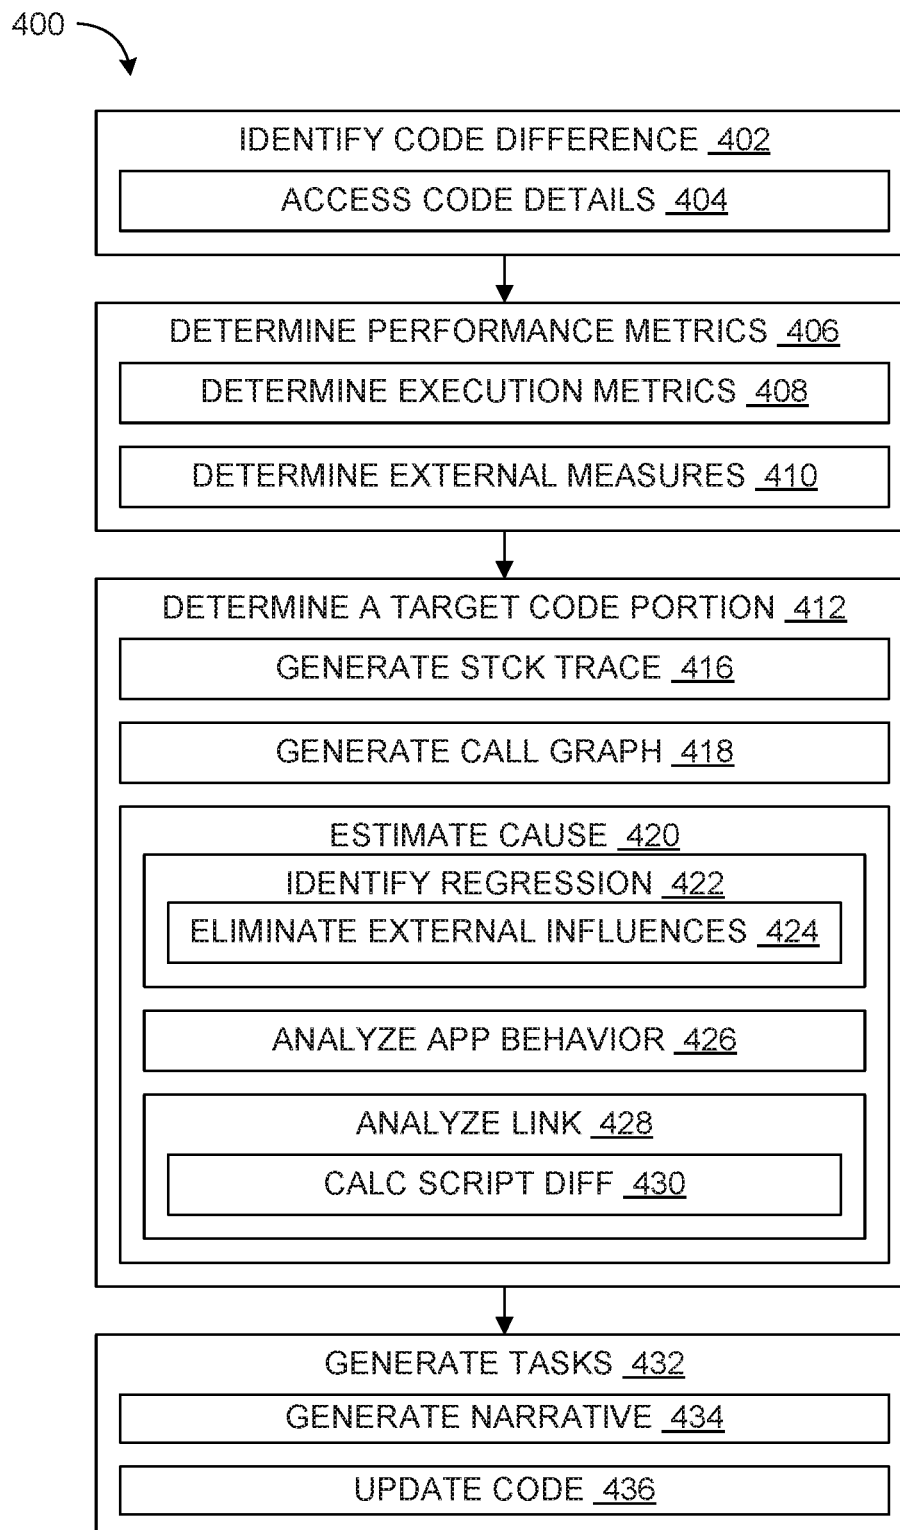 400
IDENTIFY CODE DIFFERENCE 402
ACCESS CODE DETAILS 404
DETERMINE PERFORMANCE METRICS 406
DETERMINE EXECUTION METRICS 408
DETERMINE EXTERNAL MEASURES 410
DETERMINE A TARGET CODE PORTION 412
GENERATE STCK TRACE 416
GENERATE CALL GRAPH 418
ESTIMATE CAUSE 420
IDENTIFY REGRESSION 422
ELIMINATE EXTERNAL INFLUENCES 424
ANALYZE APP BEHAVIOR 426
ANALYZE LINK 428
CALC SCRIPT DIFF 430
GENERATE TASKS 432
GENERATE NARRATIVE 434
UPDATE CODE 436